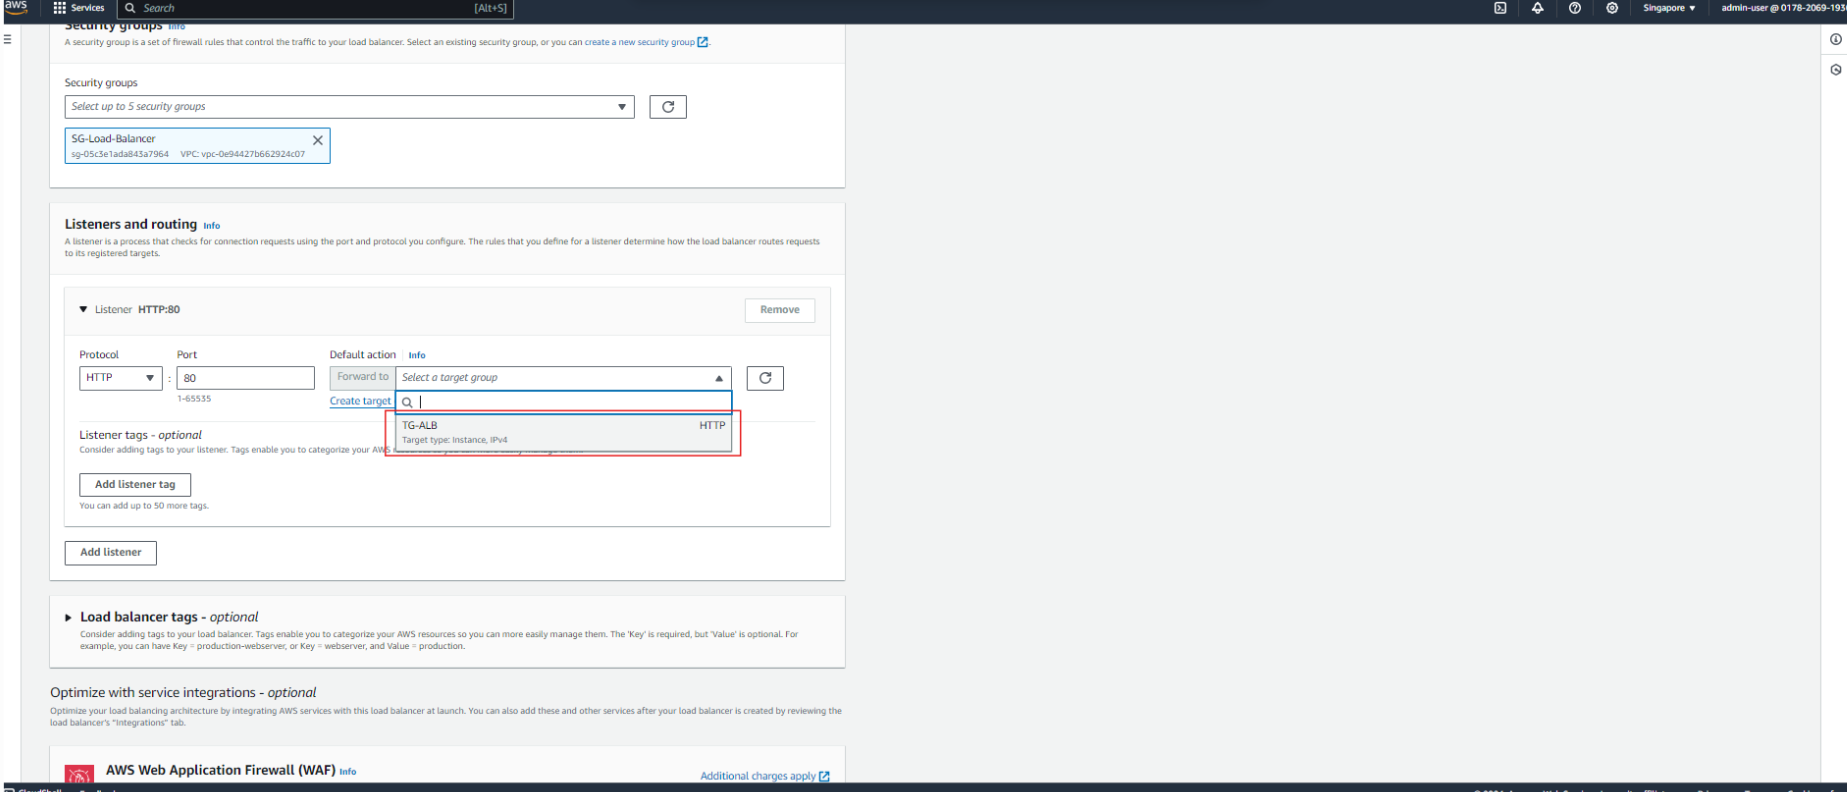 aws
Services
Search
[Alt+S]
Singapore
admin-user @ 0178-2069-193
Security groups Info
A security group is a set of firewall rules that control the traffic to your load balancer. Select an existing security group, or you can create a new security group.
Security groups
Select up to 5 security groups
SG-Load-Balancer
sg-05c3e1ada843a7964 VPC: vpc-0e94427b662924c07
Listeners and routing Info
A listener is a process that checks for connection requests using the port and protocol you configure. The rules that you define for a listener determine how the load balancer routes requests
to its registered targets.
Listener HTTP:80
Remove
Protocol
Port
Default action Info
HTTP
:
80
Forward to
Select a target group
1-65535
Create target
TG-ALB
HTTP
Target type: Instance, IPv4
Listener tags - optional
Consider adding tags to your listener. Tags enable you to categorize your AWS
Add listener tag
You can add up to 50 more tags.
Add listener
Load balancer tags - optional
Consider adding tags to your load balancer. Tags enable you to categorize your AWS resources so you can more easily manage them. The 'Key' is required, but 'Value' is optional. For
example, you can have Key = production-webserver, or Key = webserver, and Value = production.
Optimize with service integrations - optional
Optimize your load balancing architecture by integrating AWS services with this load balancer at launch. You can also add these and other services after your load balancer is created by reviewing the
load balancer's "Integrations" tab.
AWS Web Application Firewall (WAF) Info
Additional charges apply
CloudShell